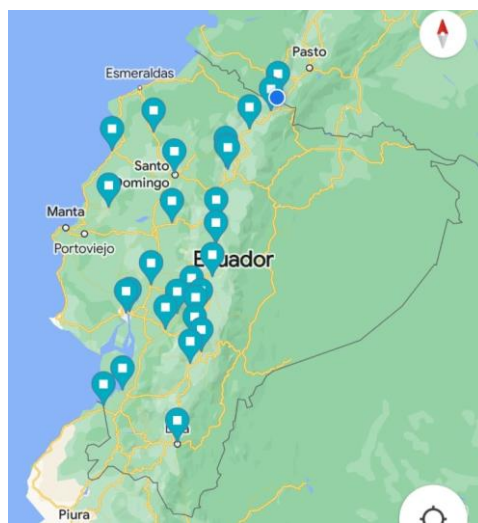 Pasto
Esmeraldas
Santo
Domingo
Manta
Portoviejo
Ecuador
Piura